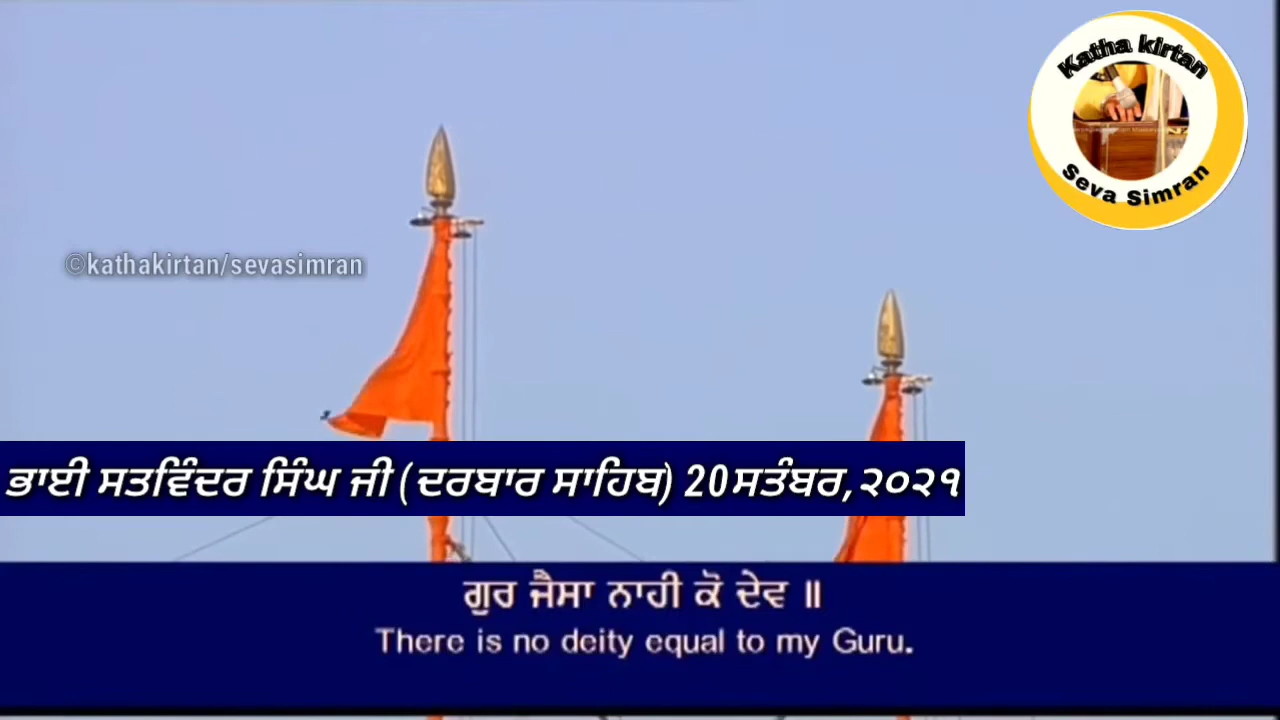 Katha kirtan
Seva Simran
©kathakirtan/sevasimran
ਭਾਈ ਸਤਵਿੰਦਰ ਸਿੰਘ ਜੀ (ਦਰਬਾਰ ਸਾਹਿਬ) 20ਸਤੰਬਰ,੨੦੨੧
ਗੁਰ ਜੈਸਾ ਨਾਹੀ ਕੋ ਦੇਵ ॥
There is no deity equal to my Guru.